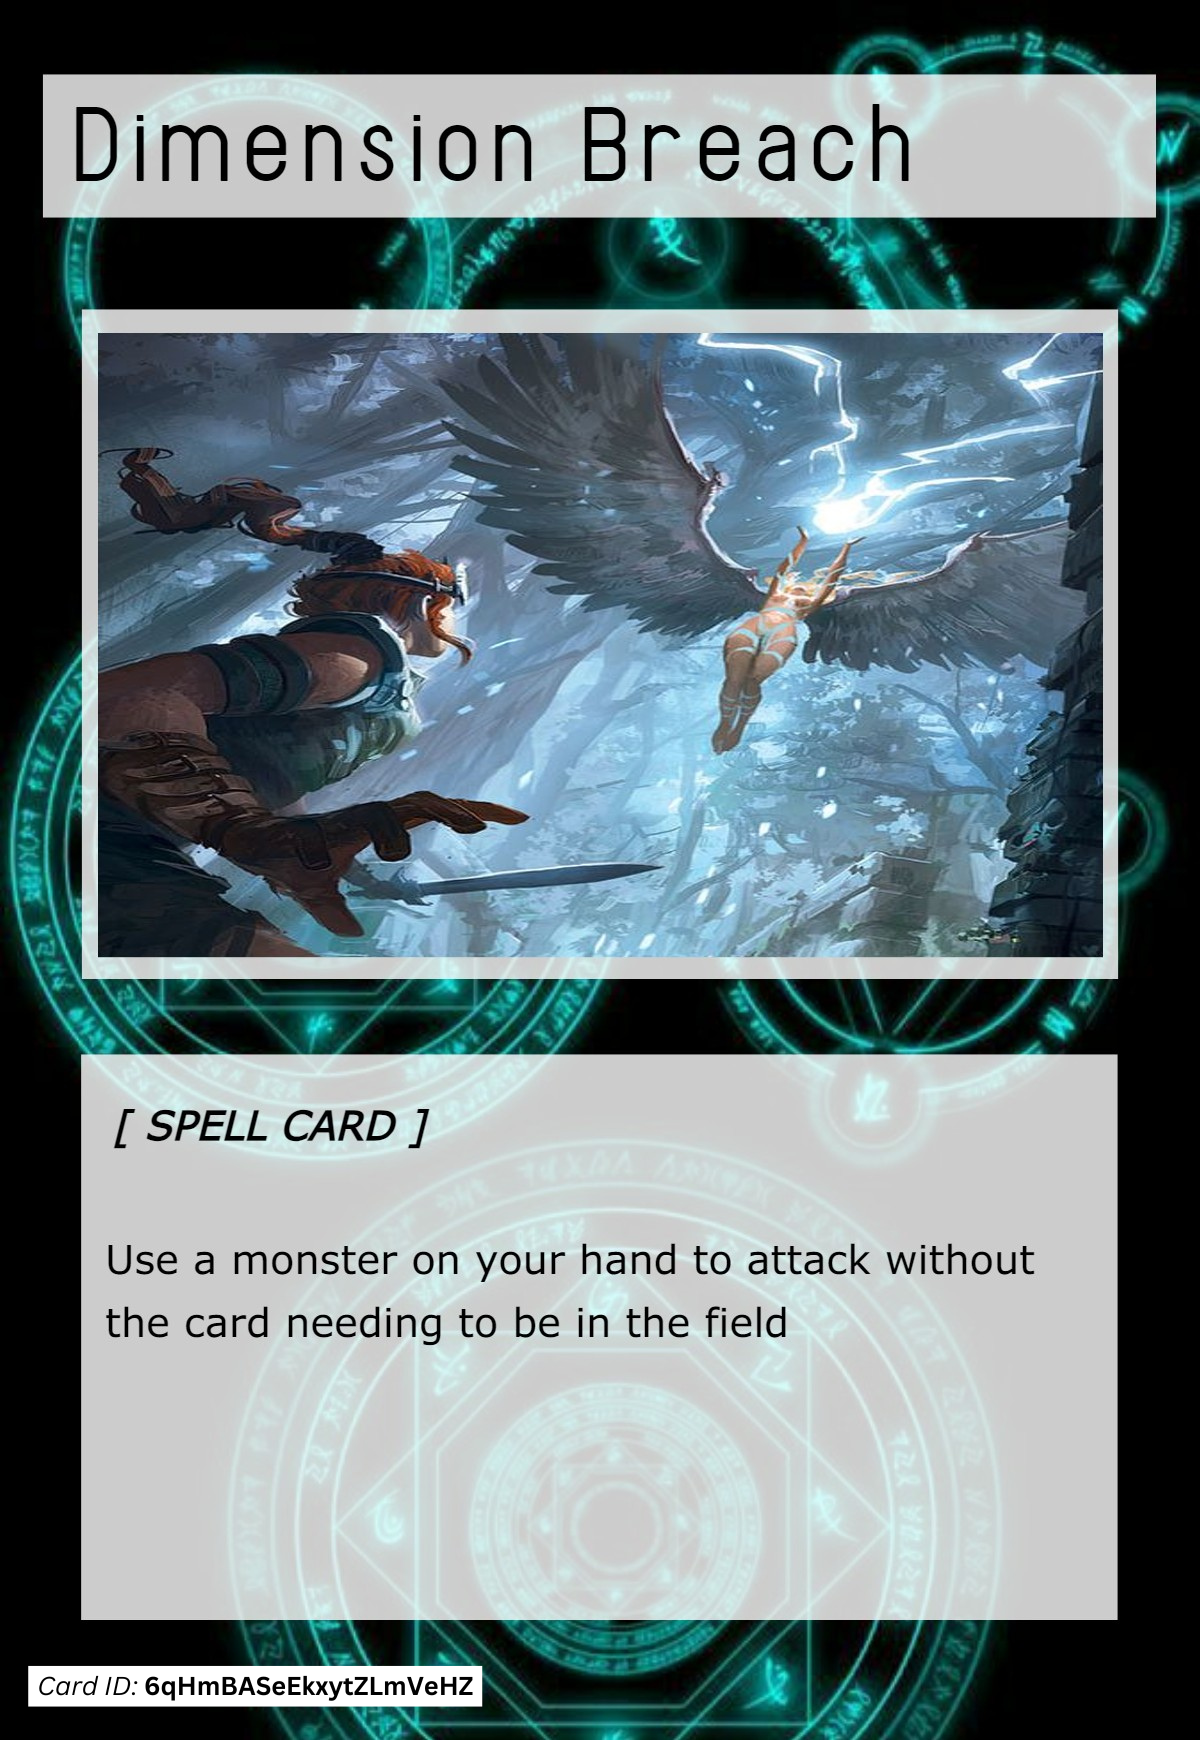 Dimension Breach
[ SPELL CARD ]
Use a monster on your hand to attack without
the card needing to be in the field
Card ID: 6qHmBASeEkxytZLmVeHZ